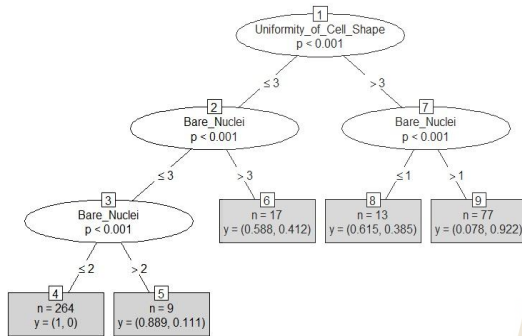 1
Uniformity_of_Cell_Shape
p < 0.001
≤ 3
> 3
2
Bare_Nuclei
p < 0.001
7
Bare_Nuclei
p < 0.001
≤ 3
> 3
≤ 1
> 1
3
Bare_Nuclei
p < 0.001
6
n = 17
y = (0.588, 0.412)
8
n = 13
y = (0.615, 0.385)
9
n = 77
y = (0.078, 0.922)
≤ 2
> 2
4
n = 264
y = (1, 0)
5
n = 9
y = (0.889, 0.111)